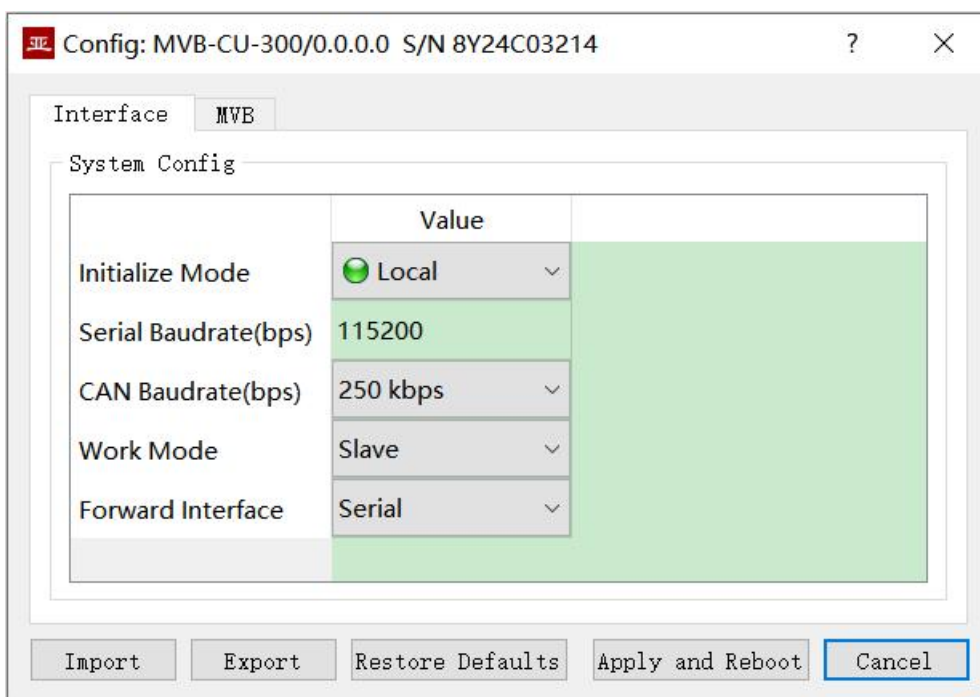 亚 Config: MVB-CU-300/0.0.0.0 S/N 8Y24C03214 ?
Interface MVB
System Config
Value
Initialize Mode Local
Serial Baudrate(bps) 115200
CAN Baudrate(bps) 250 kbps
Work Mode Slave
Forward Interface Serial
Import Export Restore Defaults Apply and Reboot Cancel